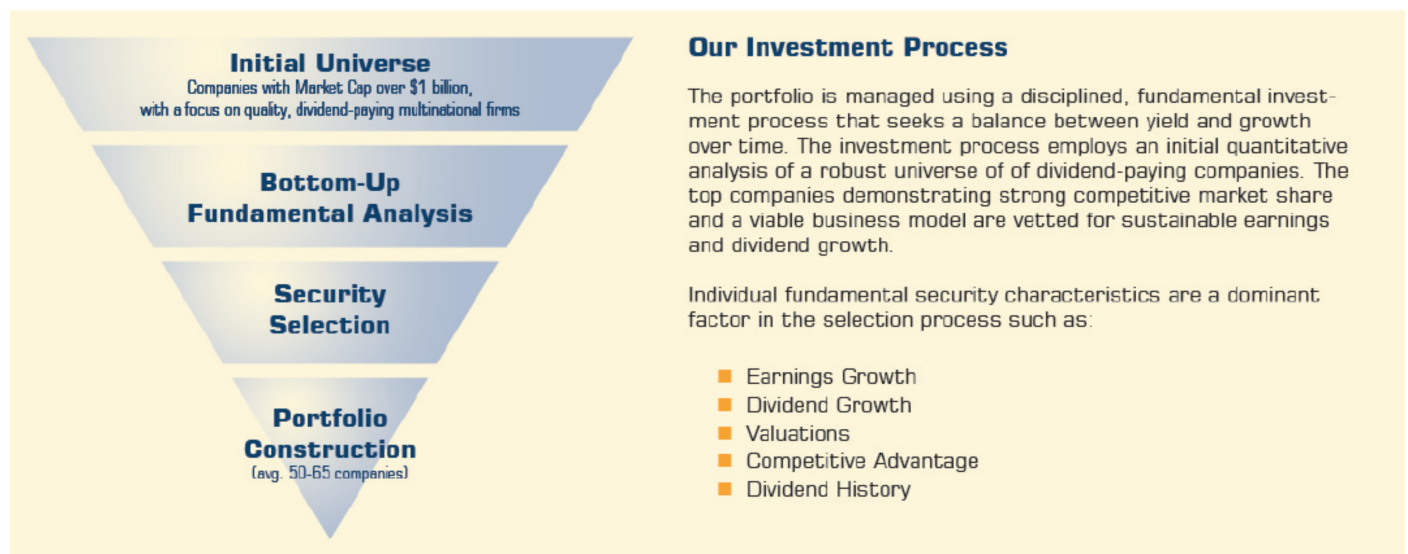 Initial Universe
Companies with Market Cap over $1 billion,
with a focus on quality, dividend-paying multinational firms
Bottom-Up
Fundamental Analysis
Security
Selection
Portfolio
Construction
(avg. 50-65 companies)
Our Investment Process
The portfolio is managed using a disciplined, fundamental invest-
ment process that seeks a balance between yield and growth
over time. The investment process employs an initial quantitative
analysis of a robust universe of of dividend-paying companies. The
top companies demonstrating strong competitive market share
and a viable business model are vetted for sustainable earnings
and dividend growth.
Individual fundamental security characteristics are a dominant
factor in the selection process such as:
Earnings Growth
Dividend Growth
Valuations
Competitive Advantage
Dividend History